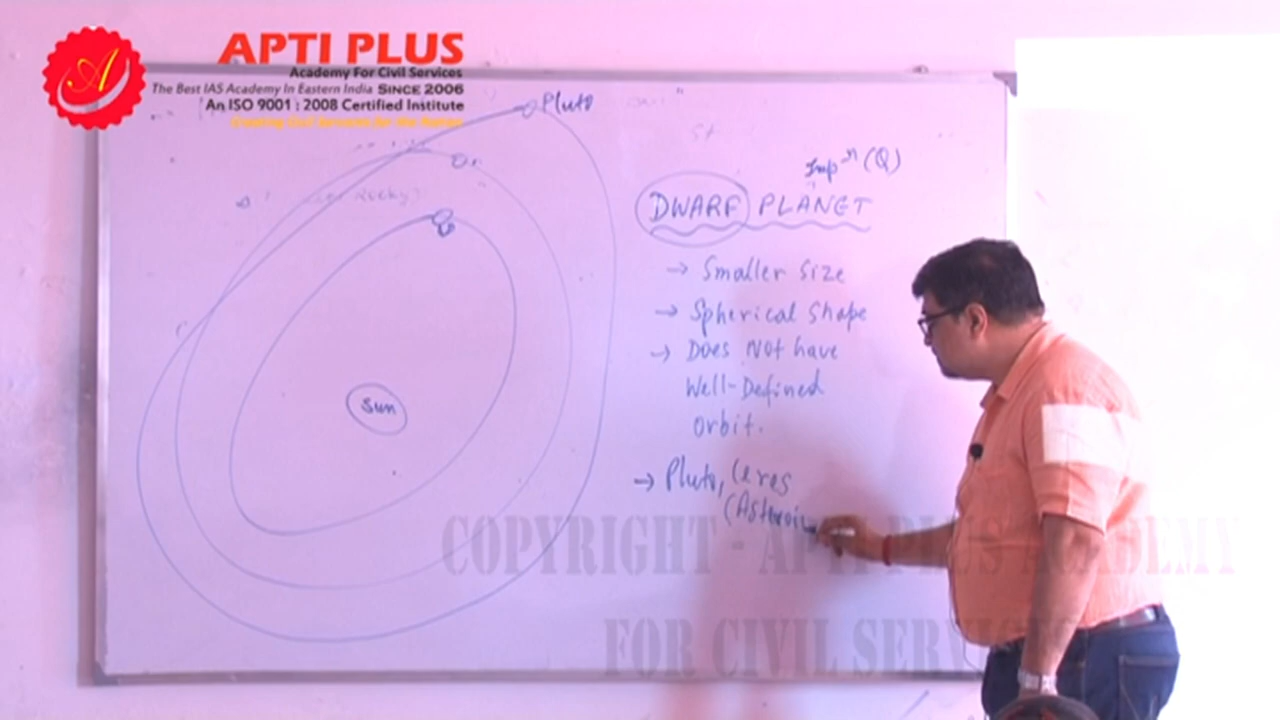 APTI PLUS
Academy For Civil Services
The Best IAS Academy In Eastern India SINCE 2006
An ISO 9001 : 2008 Certified Institute
Pluto
Sun
Impⁿ (Q)
DWARF PLANET
→ Smaller Size
→ Spherical Shape
→ Does Not have
Well-Defined
Orbit.
→ Pluto, Ceres
(Asteroi
COPYRIGHT - APTI PLUS ACADEMY
FOR CIVIL SERVICES